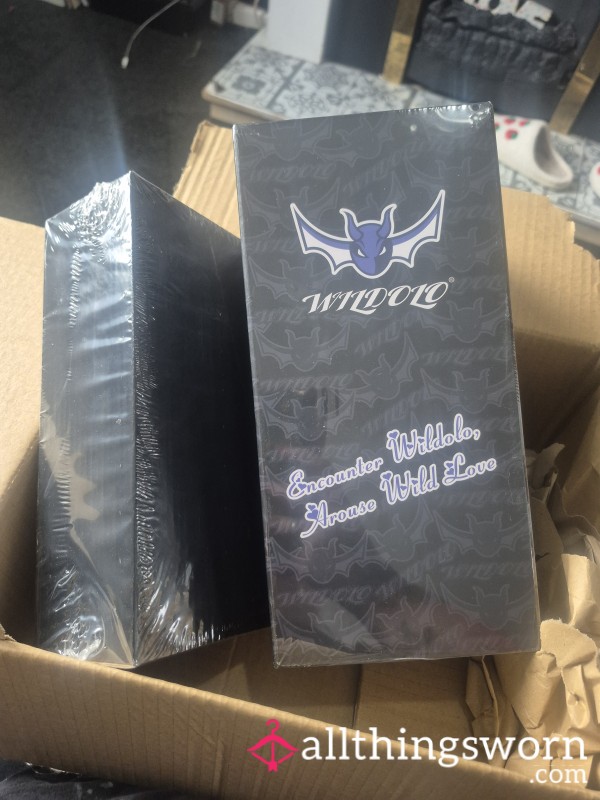 WILDOLO®
Encounter Wildolo,
Arouse Wild Love
allthingsworn
.com